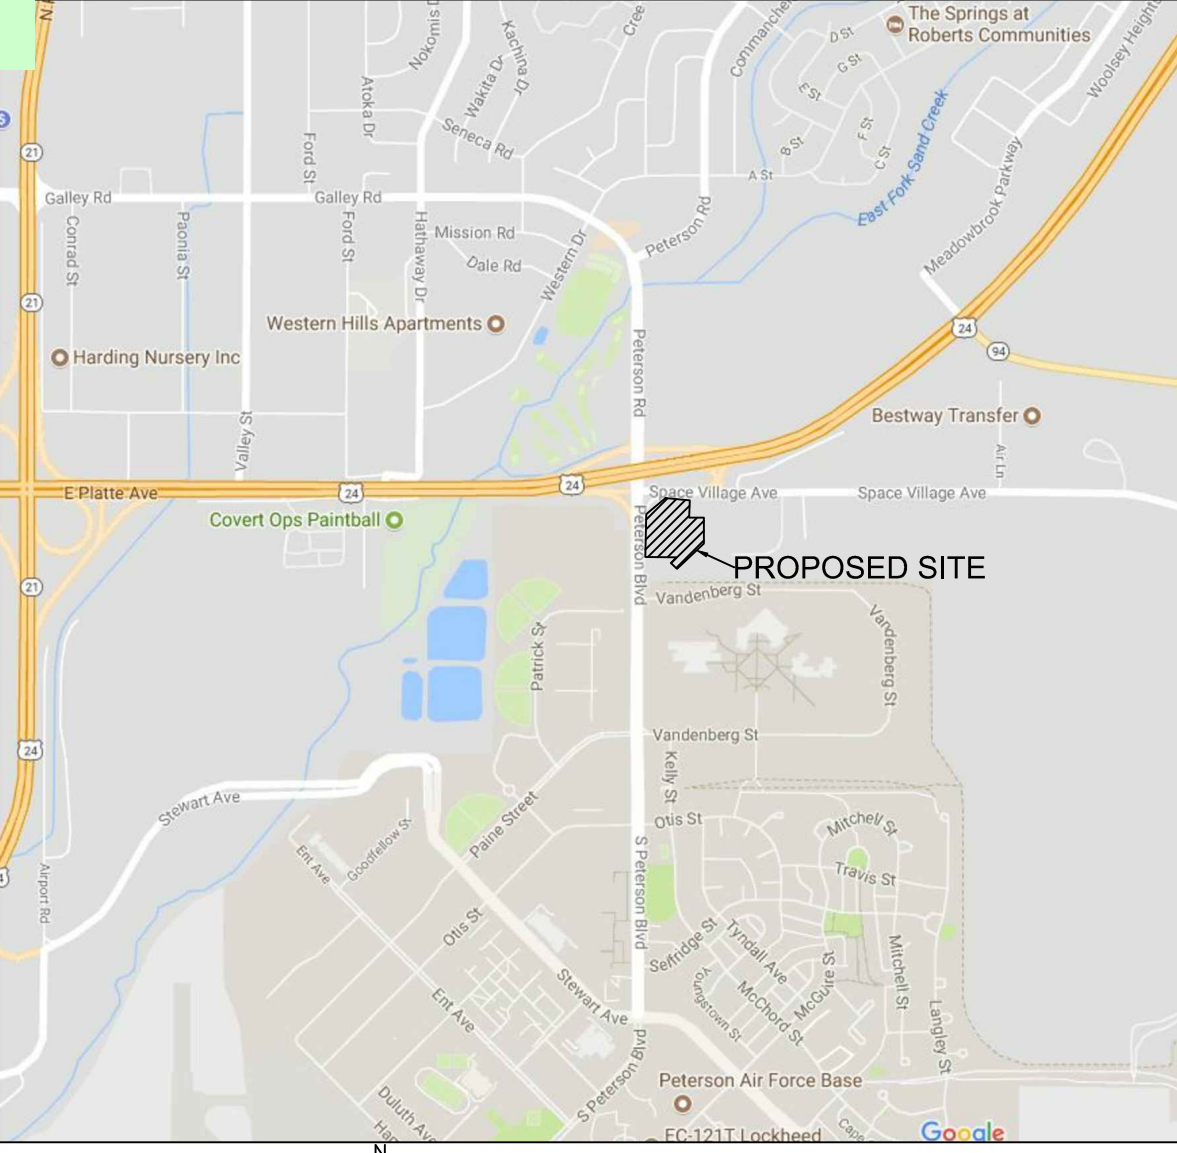 The Springs at
Roberts Communities
Woolsey Heights
Commanche
Cree
Kachina Dr
Wakita Dr
Nokomis
Atoka Dr
Seneca Rd
D St
G St
E St
F St
B St
C St
A St
East Fork Sand Creek
Meadowbrook Parkway
21
Ford St
Galley Rd
Galley Rd
Conrad St
Paonia St
Ford St
Hathaway Dr
Mission Rd
Dale Rd
Western Dr
Peterson Rd
21
Western Hills Apartments
Harding Nursery Inc
Peterson Rd
24
94
Bestway Transfer
Valley St
Air Ln
E Platte Ave
24
24
Space Village Ave
Space Village Ave
Covert Ops Paintball
Peterson Blvd
PROPOSED SITE
21
Vandenberg St
Vandenberg St
Patrick St
Vandenberg St
24
Kelly St
Stewart Ave
Paine Street
Otis St
Mitchell St
Goodfellow St
Ent Ave
Travis St
Airport Rd
S Peterson Blvd
Otis St
Selfridge St
Tyndall Ave
Mitchell St
McGuire St
McChord St
Youngstown St
Langley St
Stewart Ave
Ent Ave
S Peterson Blvd
Peterson Air Force Base
Duluth Ave
Ham
Cape
EC-121T Lockheed
Google
N